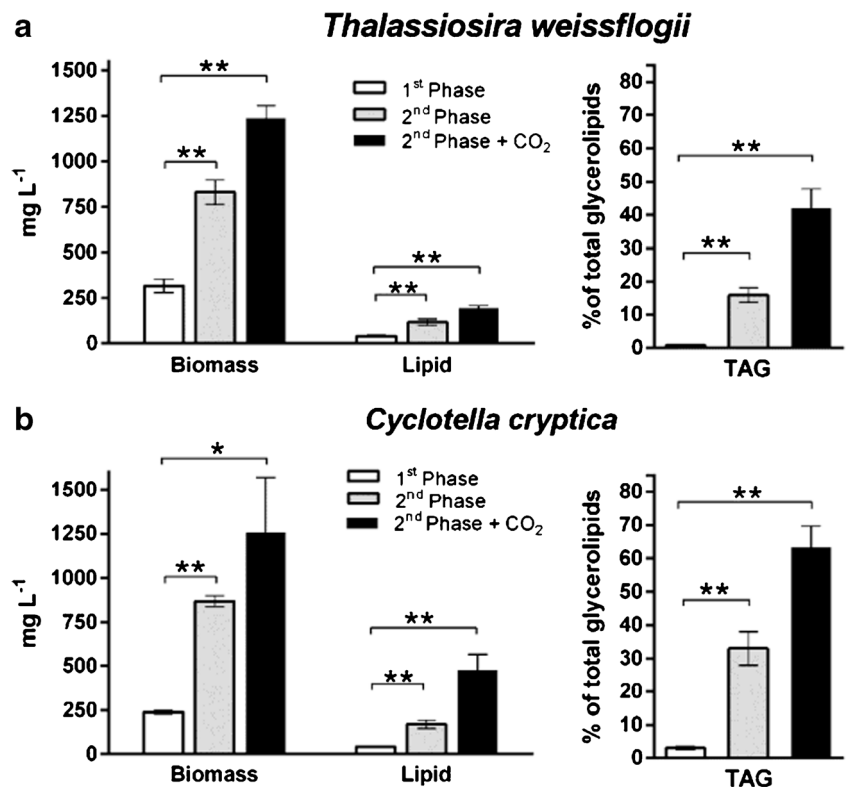 a
Thalassiosira weissflogii
1500
1250
1000
750
500
250
0
mg L⁻¹
**
**
**
**
Biomass
Lipid
1st Phase
2nd Phase
2nd Phase + CO₂
80
70
60
50
40
30
20
10
0
%of total glycerolipids
**
**
TAG
b
Cyclotella cryptica
1500
1250
1000
750
500
250
0
mg L⁻¹
*
**
**
**
Biomass
Lipid
1st Phase
2nd Phase
2nd Phase + CO₂
80
70
60
50
40
30
20
10
0
% of total glycerolipids
**
**
TAG